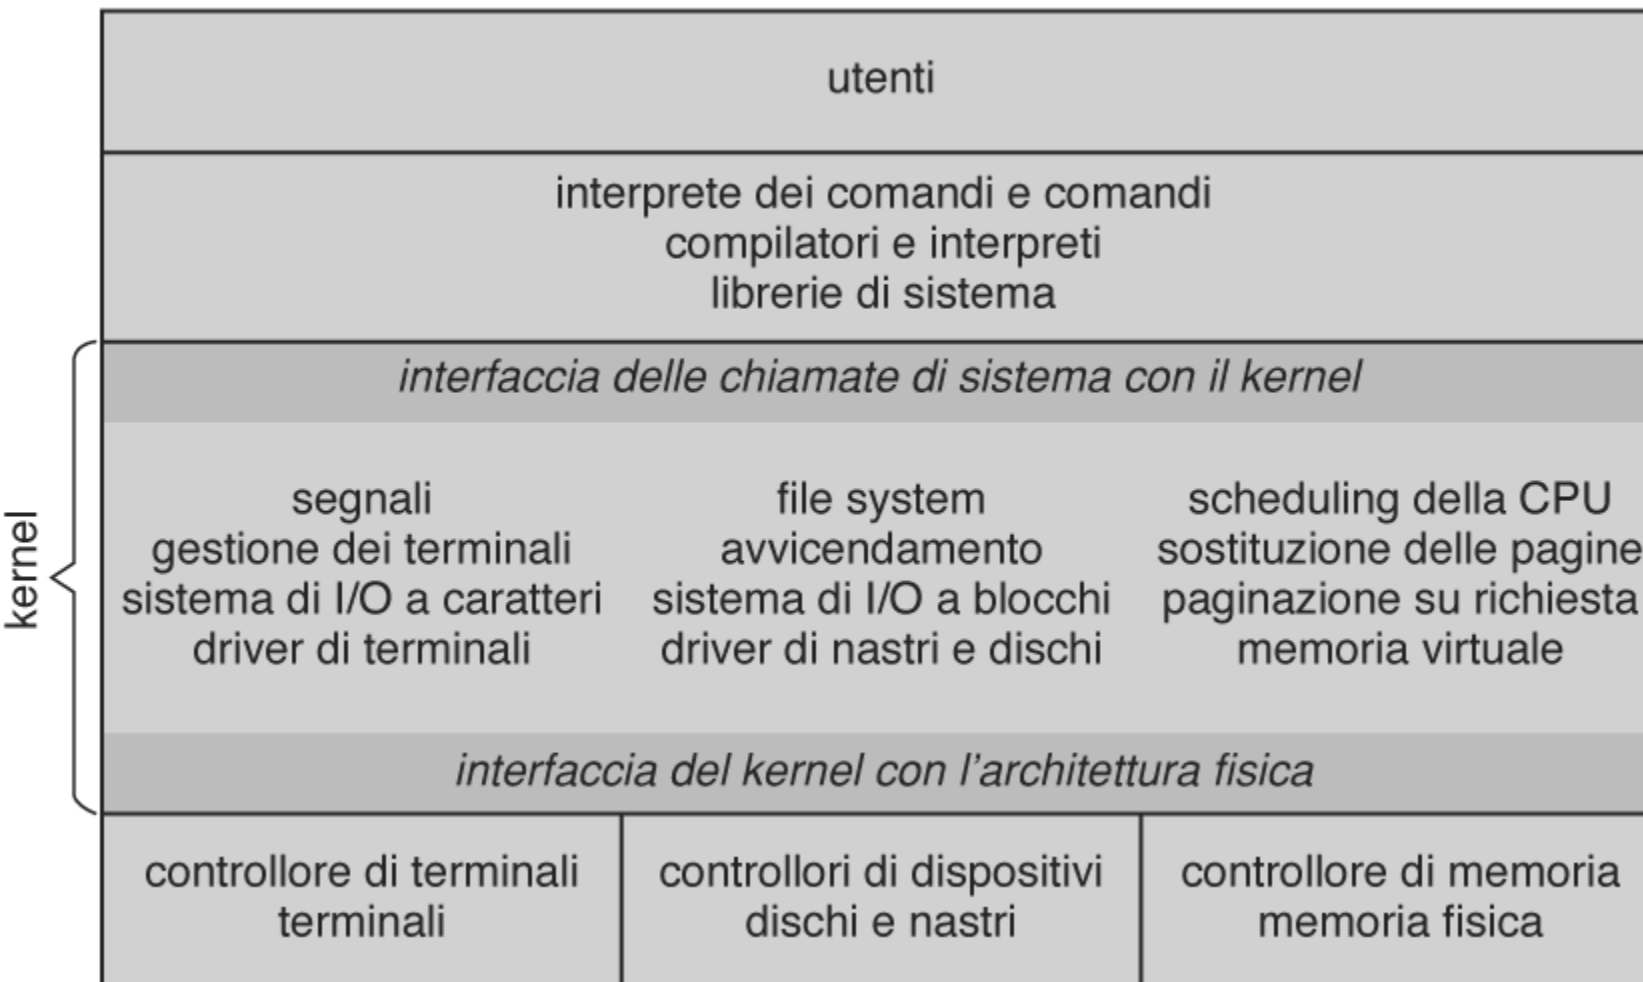 utenti
interprete dei comandi e comandi
compilatori e interpreti
librerie di sistema
kernel
interfaccia delle chiamate di sistema con il kernel
segnali
gestione dei terminali
sistema di I/O a caratteri
driver di terminali
file system
avvicendamento
sistema di I/O a blocchi
driver di nastri e dischi
scheduling della CPU
sostituzione delle pagine
paginazione su richiesta
memoria virtuale
interfaccia del kernel con l'architettura fisica
controllore di terminali
terminali
controllori di dispositivi
dischi e nastri
controllore di memoria
memoria fisica